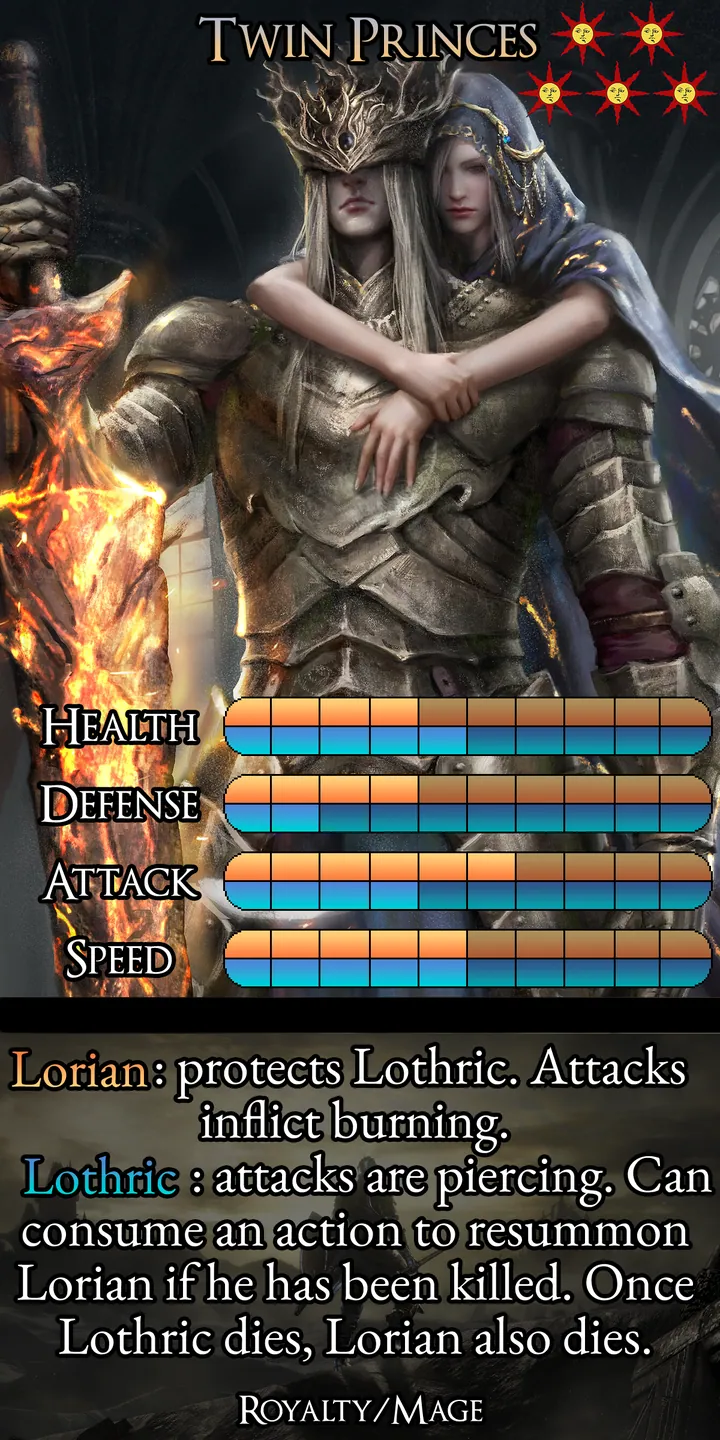 Twin Princes
Health
Defense
Attack
Speed
Lorian: protects Lothric. Attacks
inflict burning.
Lothric : attacks are piercing. Can
consume an action to resummon
Lorian if he has been killed. Once
Lothric dies, Lorian also dies.
Royalty/Mage